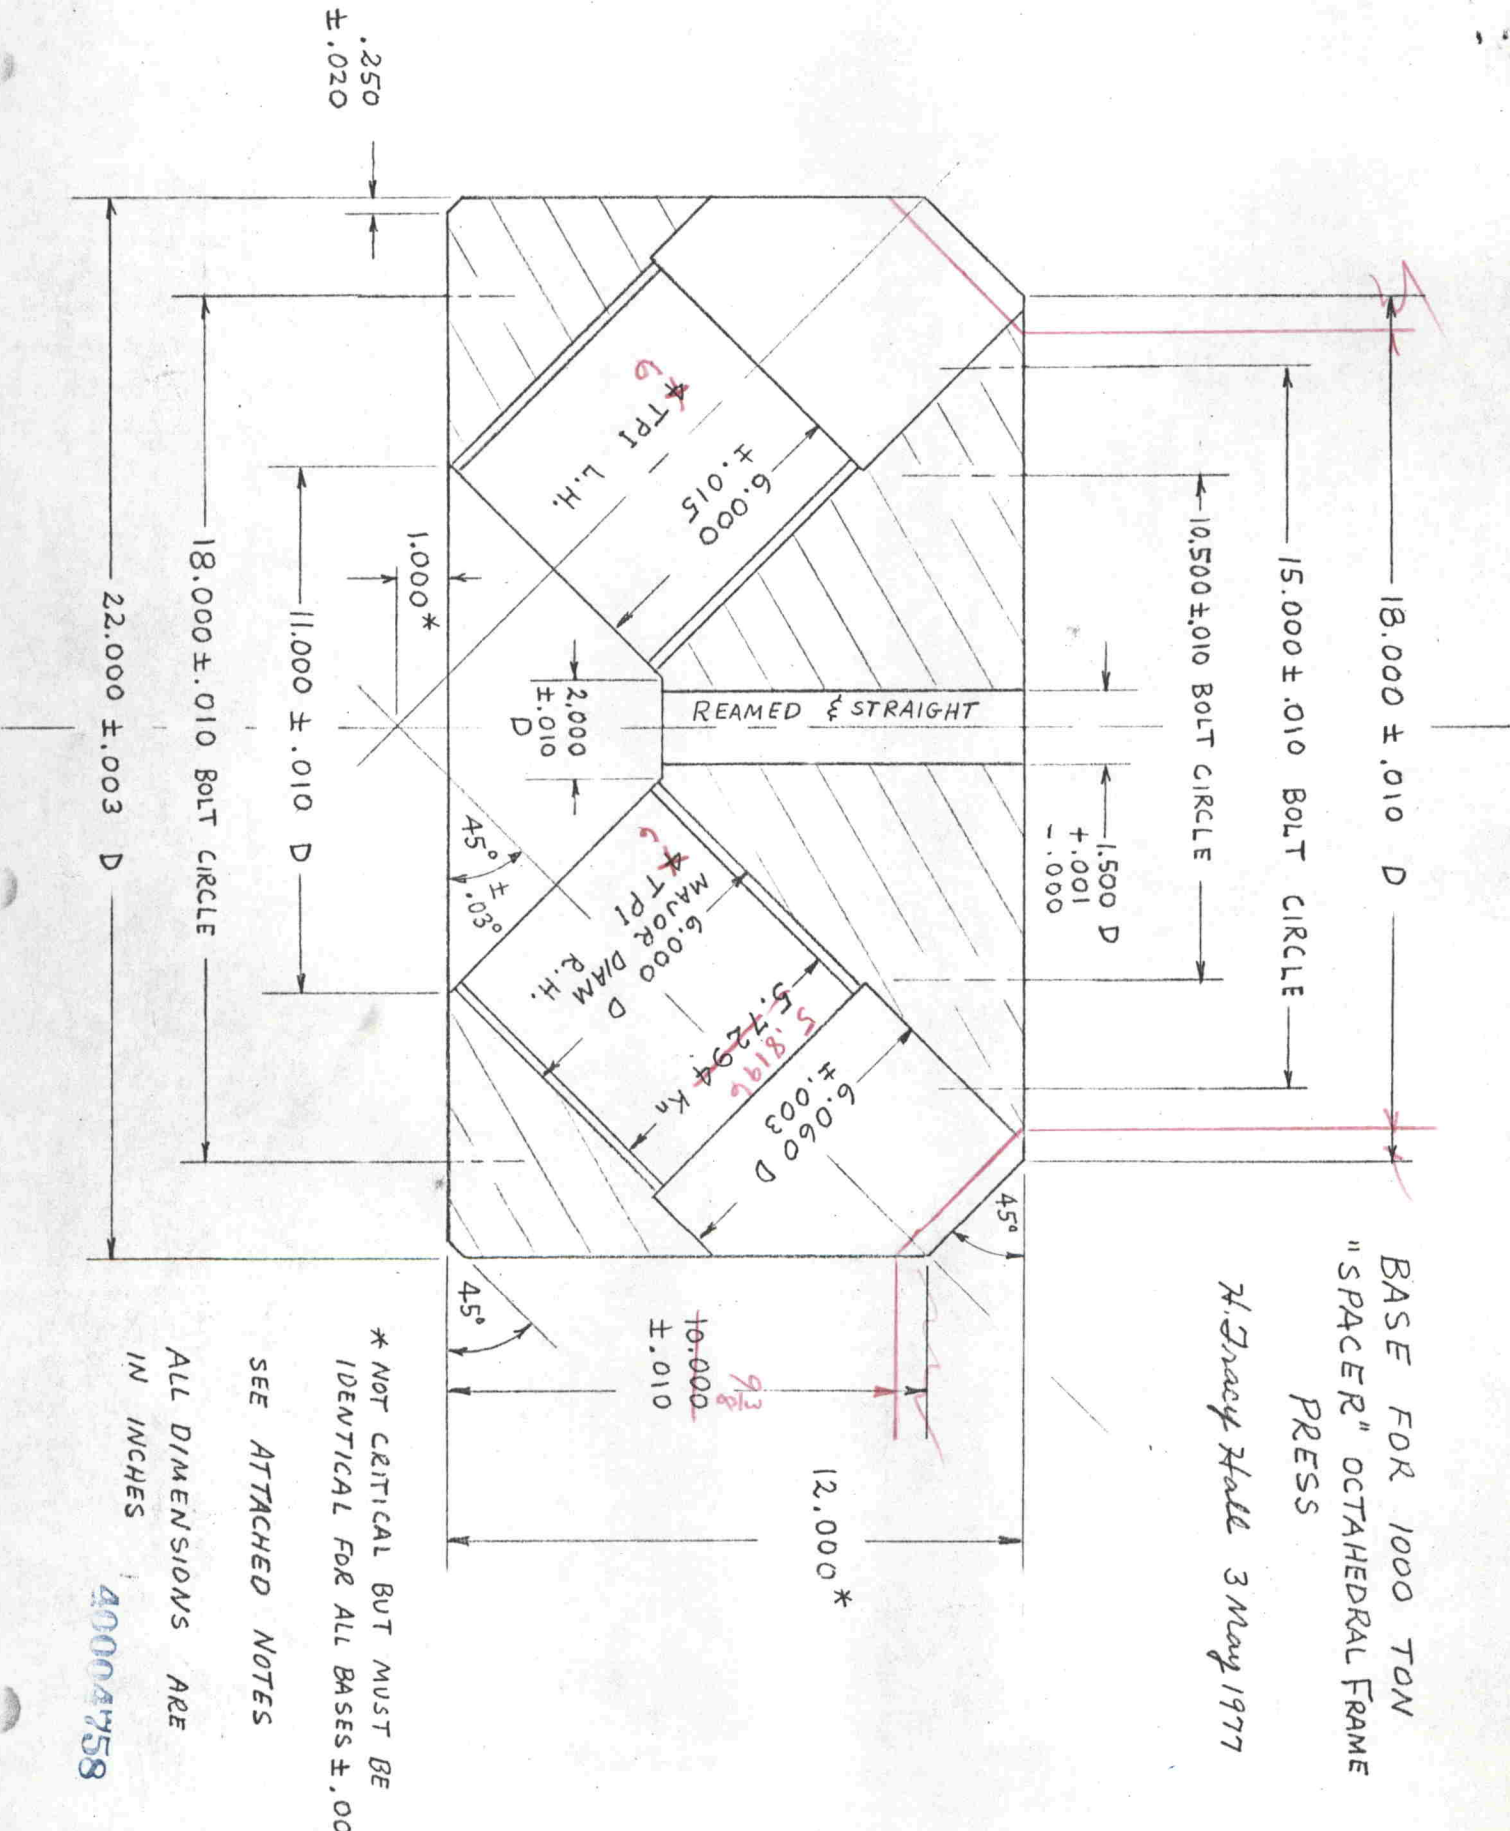 BASE FOR 1000 TON
"SPACER" OCTAHEDRAL FRAME
PRESS
H. Tracy Hall 3 May 1977
18.000 ± .010 D
15.000 ± .010 BOLT CIRCLE
10.500 ± .010 BOLT CIRCLE
1.500 D
+.001
-.000
REAMED & STRAIGHT
6.000
±.015
6
TPI L.H.
2.000
±.010
D
6.000 D
MAJOR DIAM
6
TPI R.H.
5.8196
5.7294 Kn
6.060 D
±.003
45°
45° ± .03°
45°
1.000*
11.000 ± .010 D
18.000 ± .010 BOLT CIRCLE
22.000 ± .003 D
.250
±.020
9 3/8
10.000
±.010
12.000*
* NOT CRITICAL BUT MUST BE
IDENTICAL FOR ALL BASES ± .00
SEE ATTACHED NOTES
ALL DIMENSIONS ARE
IN INCHES
40004758